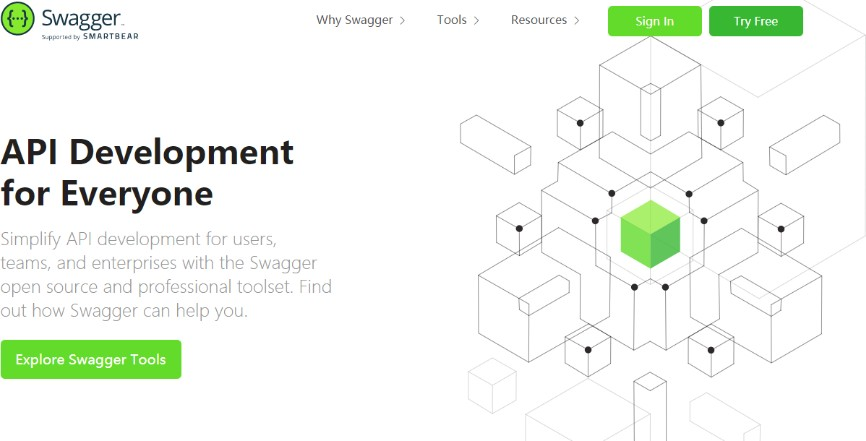 Swagger
Supported by SMARTBEAR
Why Swagger
Tools
Resources
Sign In
Try Free
API Development
for Everyone
Simplify API development for users,
teams, and enterprises with the Swagger
open source and professional toolset. Find
out how Swagger can help you.
Explore Swagger Tools